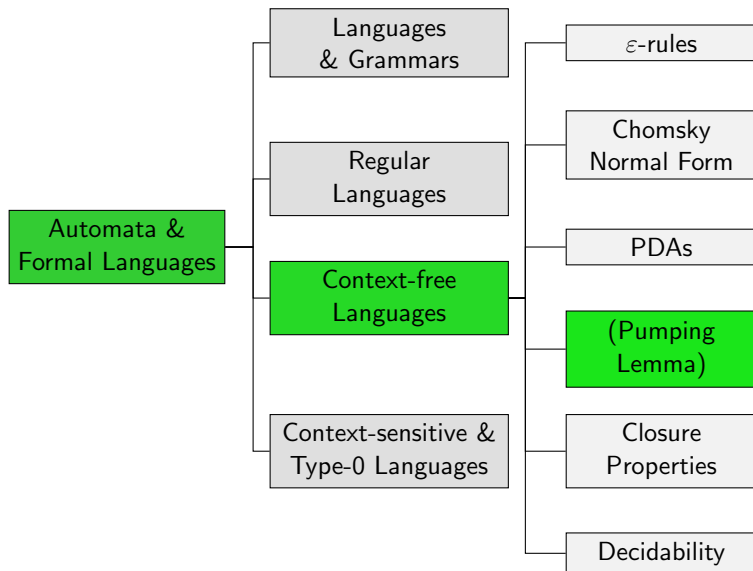 Automata &
Formal Languages
Languages
& Grammars
Regular
Languages
Context-free
Languages
Context-sensitive &
Type-0 Languages
ε-rules
Chomsky
Normal Form
PDAs
(Pumping
Lemma)
Closure
Properties
Decidability